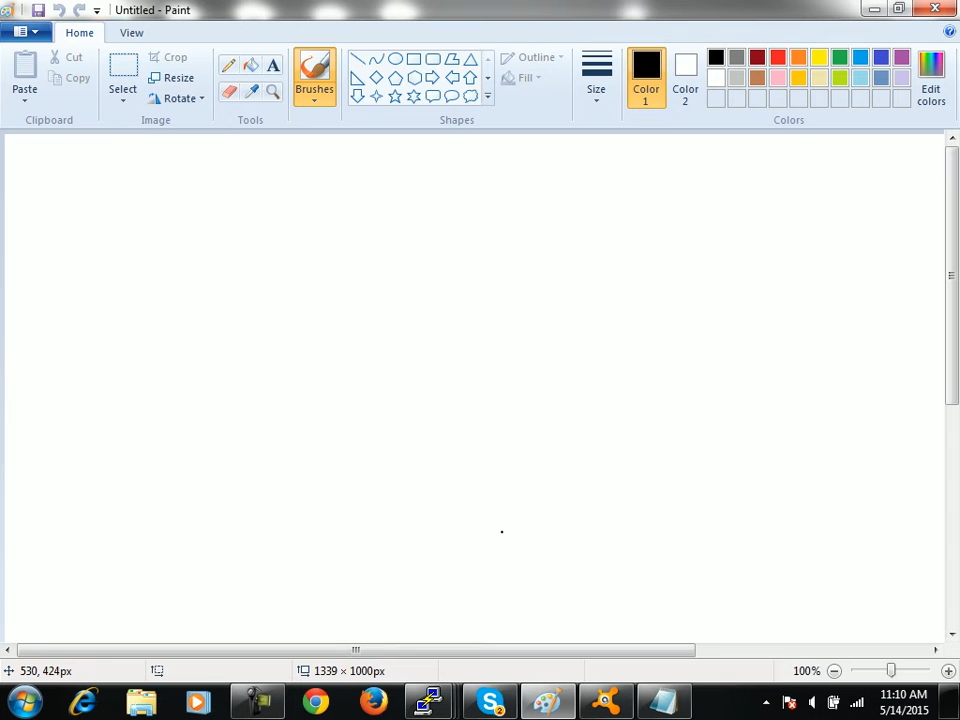 Untitled - Paint
Home View
Paste
Cut
Copy
Clipboard
Select
Crop
Resize
Rotate
Image
A
Tools
Brushes
Outline
Fill
Shapes
Size
Color 1
Color 2
Edit colors
Colors
530, 424px
1339 × 1000px
100%
2
11:10 AM
5/14/2015